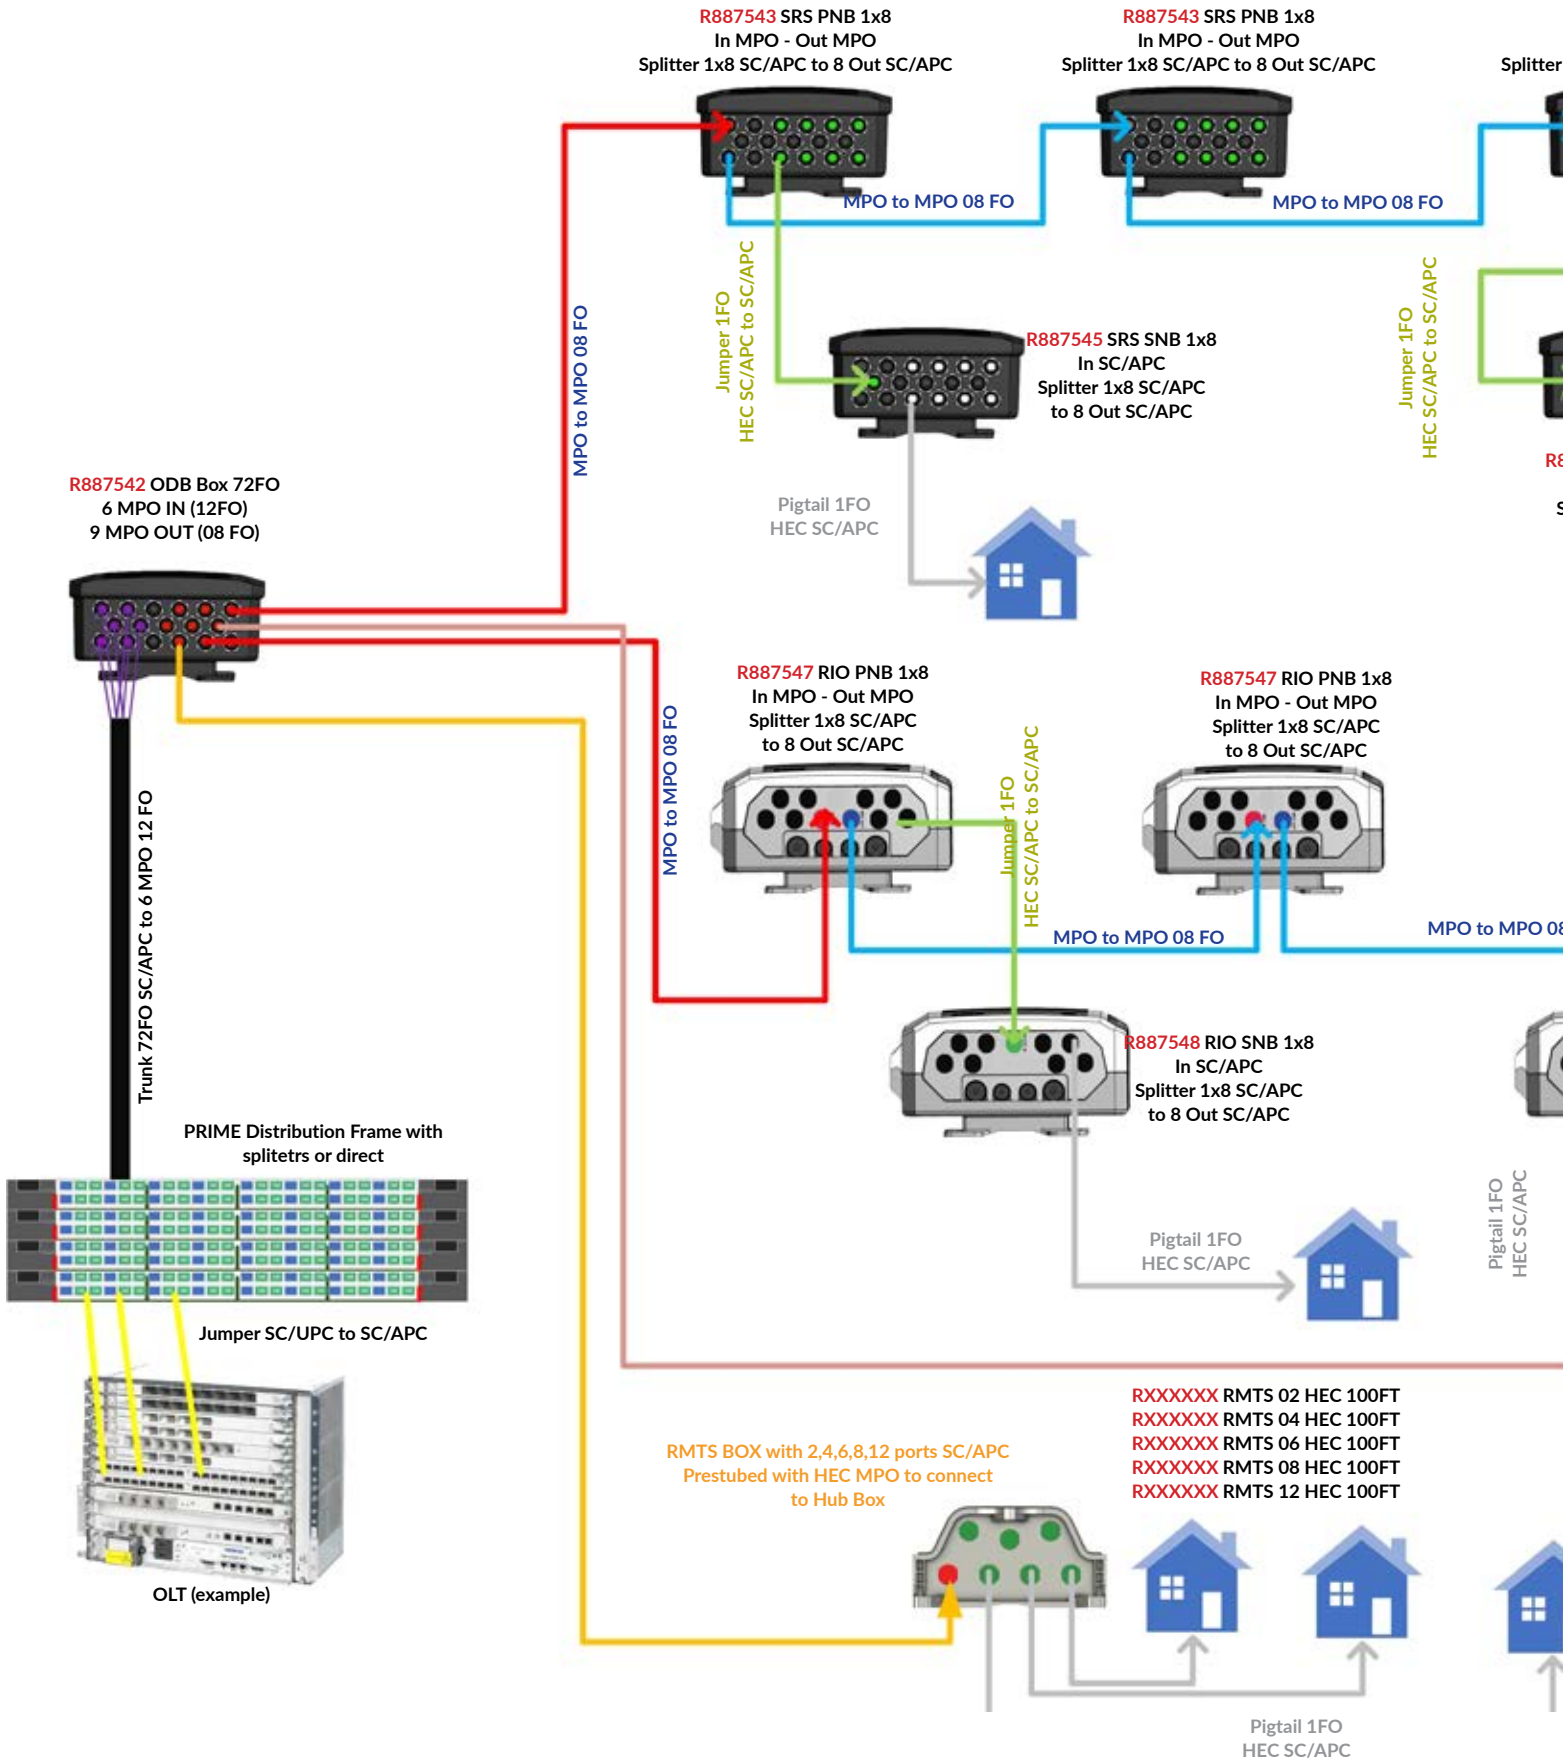 R887543 SRS PNB 1x8
In MPO - Out MPO
Splitter 1x8 SC/APC to 8 Out SC/APC
R887543 SRS PNB 1x8
In MPO - Out MPO
Splitter 1x8 SC/APC to 8 Out SC/APC
Splitter
MPO to MPO 08 FO
MPO to MPO 08 FO
Jumper 1FO
HEC SC/APC to SC/APC
Jumper 1FO
HEC SC/APC to SC/APC
MPO to MPO 08 FO
R887545 SRS SNB 1x8
In SC/APC
Splitter 1x8 SC/APC
to 8 Out SC/APC
R8
S
Pigtail 1FO
HEC SC/APC
R887542 ODB Box 72FO
6 MPO IN (12FO)
9 MPO OUT (08 FO)
R887547 RIO PNB 1x8
In MPO - Out MPO
Splitter 1x8 SC/APC
to 8 Out SC/APC
R887547 RIO PNB 1x8
In MPO - Out MPO
Splitter 1x8 SC/APC
to 8 Out SC/APC
MPO to MPO 08 FO
Jumper 1FO
HEC SC/APC to SC/APC
MPO to MPO 08 FO
MPO to MPO 08
Trunk 72FO SC/APC to 6 MPO 12 FO
R887548 RIO SNB 1x8
In SC/APC
Splitter 1x8 SC/APC
to 8 Out SC/APC
PRIME Distribution Frame with
splitetrs or direct
Pigtail 1FO
HEC SC/APC
Pigtail 1FO
HEC SC/APC
Jumper SC/UPC to SC/APC
OLT (example)
RXXXXXX RMTS 02 HEC 100FT
RXXXXXX RMTS 04 HEC 100FT
RXXXXXX RMTS 06 HEC 100FT
RXXXXXX RMTS 08 HEC 100FT
RXXXXXX RMTS 12 HEC 100FT
RMTS BOX with 2,4,6,8,12 ports SC/APC
Prestubed with HEC MPO to connect
to Hub Box
Pigtail 1FO
HEC SC/APC